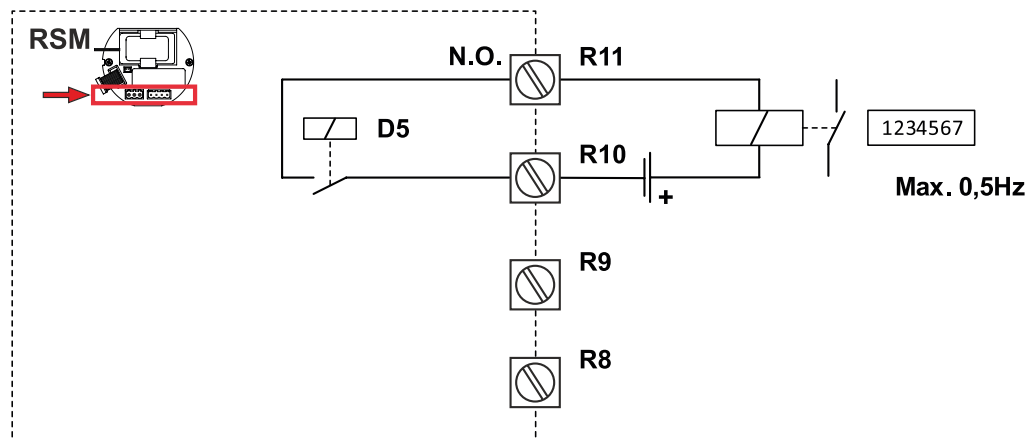 RSM
N.O.
R11
D5
1234567
R10
+
Max. 0,5Hz
R9
R8